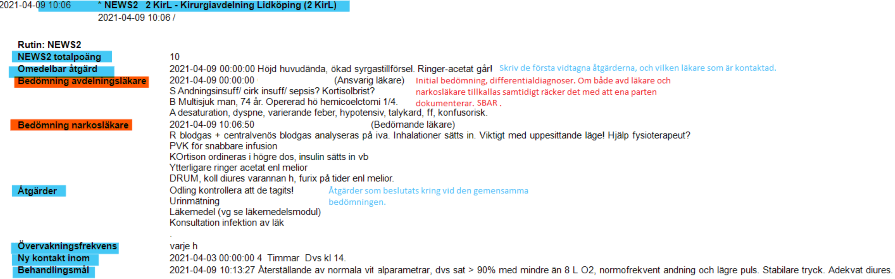 2021-04-09 10:06 * NEWS2 2 KirL - Kirurgiavdelning Lidköping (2 KirL)
2021-04-09 10:06 /
Rutin: NEWS2
NEWS2 totalpoäng 10
Omedelbar åtgärd 2021-04-09 00:00:00 Höjd huvudända, ökad syrgastillförsel. Ringer-acetat går! Skriv de första vidtagna åtgärderna, och vilken läkare som är kontaktad.
Bedömning avdelningsläkare 2021-04-09 00:00:00 (Ansvarig läkare) Initial bedömning, differentialdiagnoser. Om både avd läkare och
S Andningsinsuff/ cirk insuff/ sepsis? Kortisolbrist? narkosläkare tillkallas samtidigt räcker det med att ena parten
B Multisjuk man, 74 år. Opererad hö hemicoelctomi 1/4. dokumenterar. SBAR .
A desaturation, dyspne, varierande feber, hypotensiv, talykard, ff, konfusorisk.
Bedömning narkosläkare 2021-04-09 10:06:50 (Bedömande läkare)
R blodgas + centralvenös blodgas analyseras på iva. Inhalationer sätts in. Viktigt med uppesittande läge! Hjälp fysioterapeut?
PVK för snabbare infusion
KOrtison ordineras i högre dos, insulin sätts in vb
Ytterligare ringer acetat enl melior
DRUM, koll diures varannan h, furix på tider enl melior.
Åtgärder Odling kontrollera att de tagits! Åtgärder som beslutats kring vid den gemensamma
Urinmätning bedömningen.
Läkemedel (vg se läkemedelsmodul)
Konsultation infektion av läk
.
Övervakningsfrekvens varje h
Ny kontakt inom 2021-04-03 00:00:00 4 Timmar Dvs kl 14.
Behandlingsmål 2021-04-09 10:13:27 Återställande av normala vit alparametrar, dvs sat > 90% med mindre än 8 L O2, normofrekvent andning och lägre puls. Stabilare tryck. Adekvat diures.